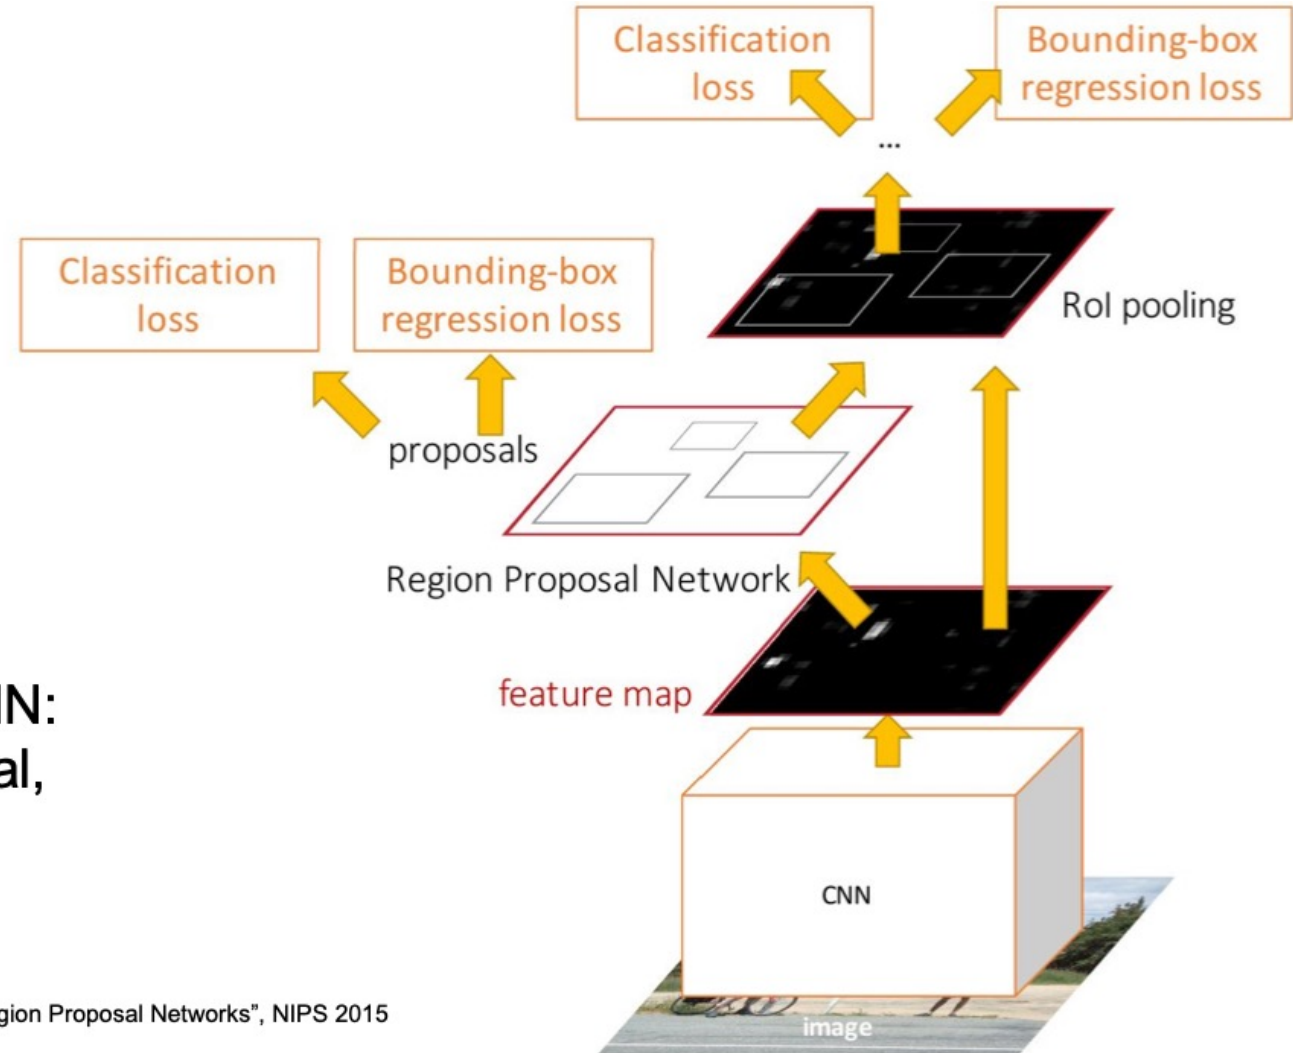 Classification
loss
Bounding-box
regression loss
...
Classification
loss
Bounding-box
regression loss
RoI pooling
proposals
Region Proposal Network
feature map
CNN
image
al,
Region Proposal Networks”, NIPS 2015